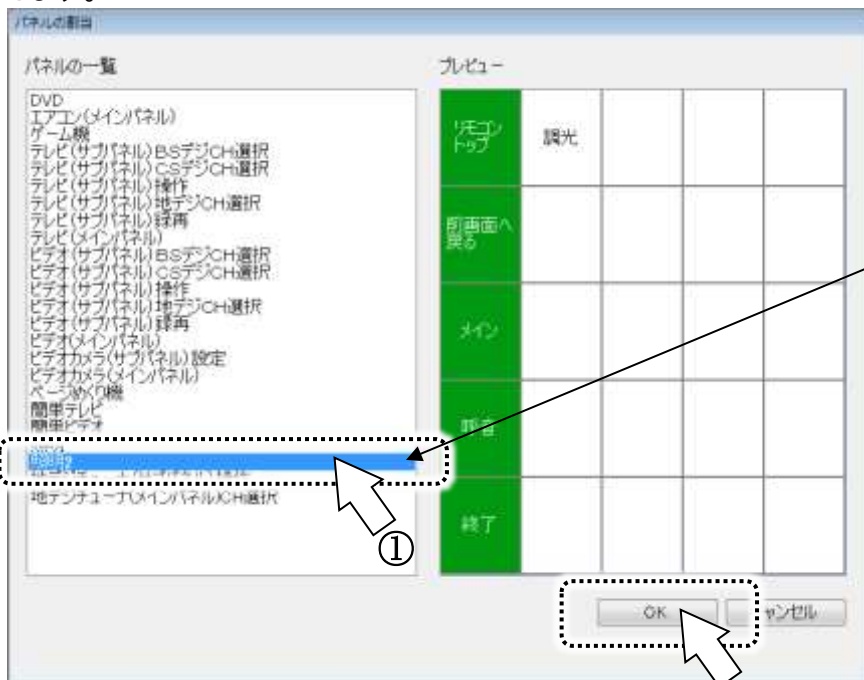 パネルの割当
パネルの一覧
プレビュー
DVD
エアコン(メインパネル)
ゲーム機
テレビ(サブパネル)BSデジCH選択
テレビ(サブパネル)CSデジCH選択
テレビ(サブパネル)操作
テレビ(サブパネル)地デジCH選択
テレビ(サブパネル)録再
テレビ(メインパネル)
ビデオ(サブパネル)BSデジCH選択
ビデオ(サブパネル)CSデジCH選択
ビデオ(サブパネル)操作
ビデオ(サブパネル)地デジCH選択
ビデオ(サブパネル)録再
ビデオ(メインパネル)
ビデオカメラ(サブパネル)設定
ビデオカメラ(メインパネル)
ページめくり機
簡単テレビ
簡単ビデオ
地デジチューナ(メインパネル)CH選択
①
リモコン
トップ
調光
前画面へ
戻る
メイン
終了
OK